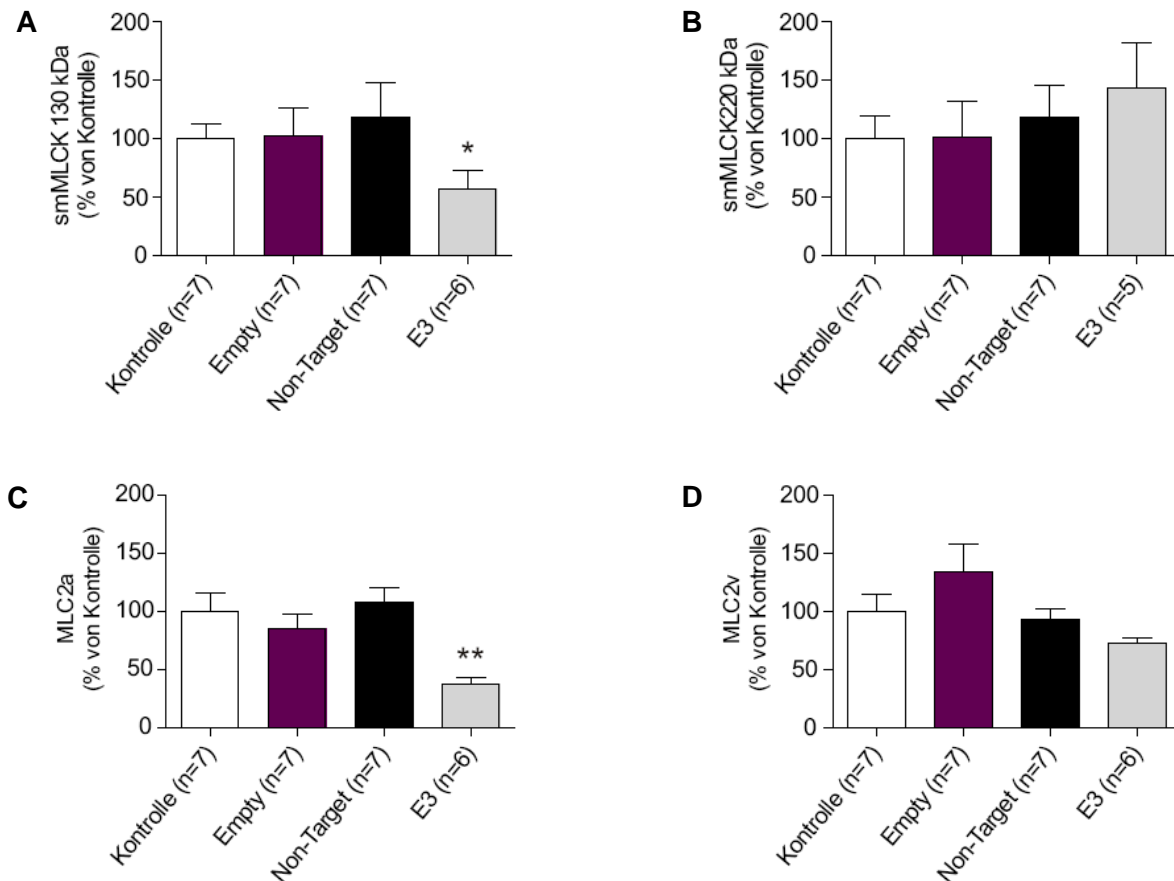 A
smMLCK 130 kDa
(% von Kontrolle)
200
150
100
50
0
*
Kontrolle (n=7)
Empty (n=7)
Non-Target (n=7)
E3 (n=6)
B
smMLCK220 kDa
(% von Kontrolle)
200
150
100
50
0
Kontrolle (n=7)
Empty (n=7)
Non-Target (n=7)
E3 (n=5)
C
MLC2a
(% von Kontrolle)
200
150
100
50
0
**
Kontrolle (n=7)
Empty (n=7)
Non-Target (n=7)
E3 (n=6)
D
MLC2v
(% von Kontrolle)
200
150
100
50
0
Kontrolle (n=7)
Empty (n=7)
Non-Target (n=7)
E3 (n=6)